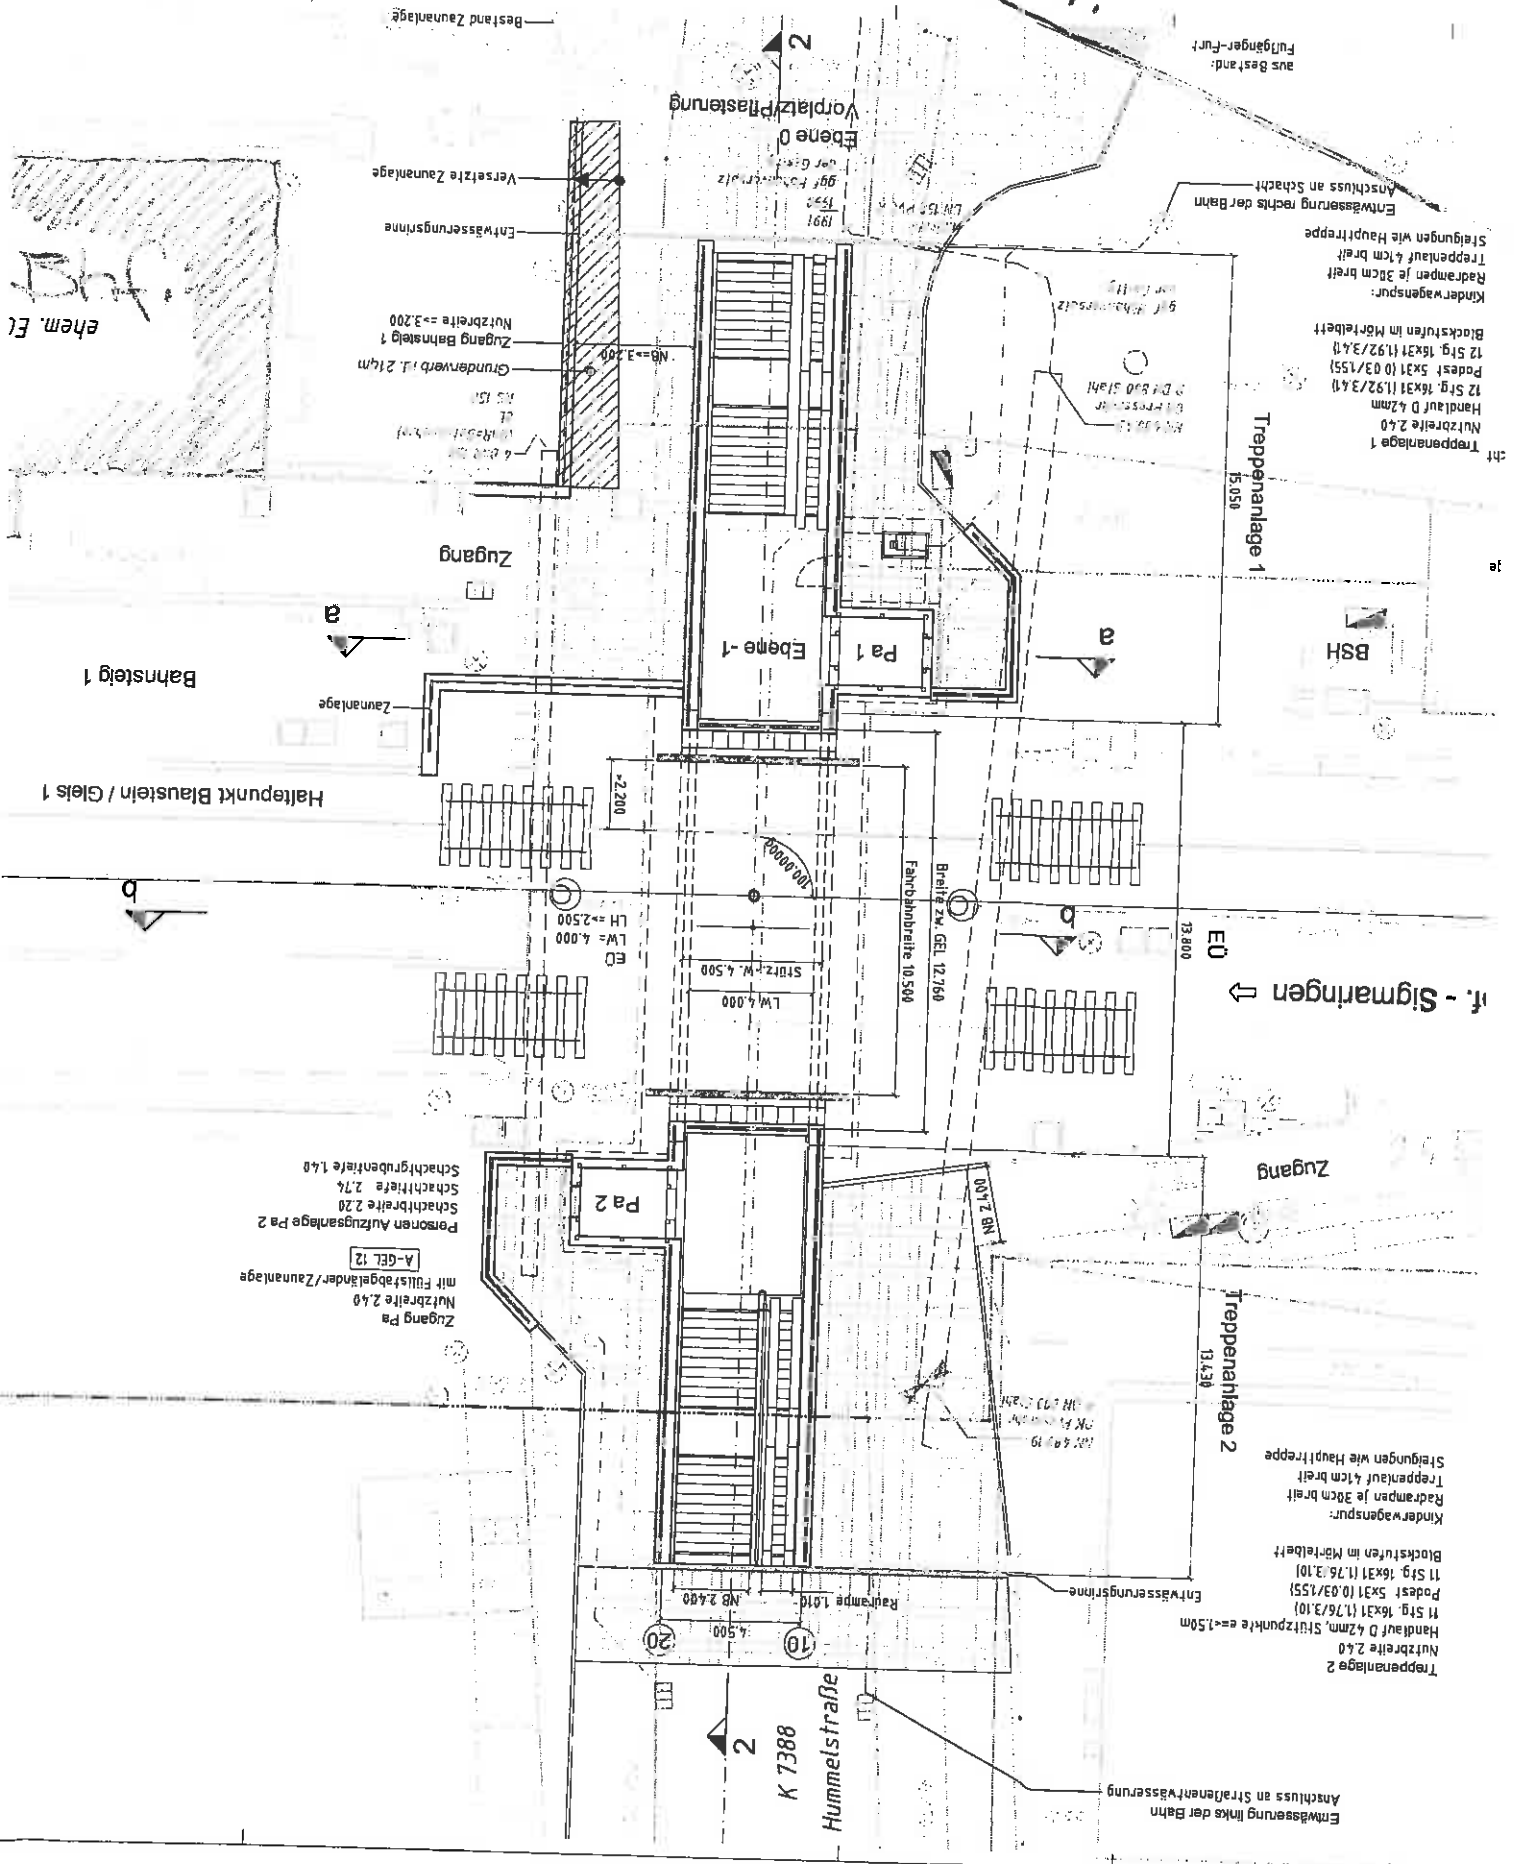 Entwässerung links der Bahn
Anschluss an Straßenentwässerung
2
K 7388
Hummelstraße
Treppenanlage 2
Nutzbreite 2.40
Handlauf D 42mm, Stützpunkte e=<1.50m
11 Stg. 16x31 (1.76/3.10)
Podest 5x31 (0.03/1.55)
11 Stg. 16x31 (1.76/3.10)
Blockstufen im Mörtelbett
Kinderwagenspur:
Radrampen je 30cm breit
Treppenlauf 41cm breit
Steigungen wie Haupttreppe
Entwässerungsrinne
10
20
4.500
Radrampe 1.010
NB 2.400
Treppenanlage 2
13.430
Zugang Pa
Nutzbreite 2.40
mit Füllstabgeländer/Zaunanlage
A-GEL 12
Personen Aufzugsanlage Pa 2
Schachtbreite 2.20
Schachttiefe 2.74
Schachtgrubentiefe 1.40
Pa 2
NB 2.400
Zugang
f. - Sigmaringen
EÜ
13.800
LW 4.000
Stütz.-W. 4.500
EÜ
LW= 4.000
LH =>2.500
b
b
100.00000
Fahrbahnbreite 10.500
Breite zw. GEL 12.760
>2.200
Haltepunkt Blaustein / Gleis 1
Zaunanlage
Bahnsteig 1
BSH
a
a
Pa 1
Ebene -1
Zugang
Treppenanlage 1
15.050
Treppenanlage 1
Nutzbreite 2.40
Handlauf D 42mm
12 Stg. 16x31 (1.92/3.41)
Podest 5x31 (0.03/1.55)
12 Stg. 16x31 (1.92/3.41)
Blockstufen im Mörtelbett
Kinderwagenspur:
Radrampen je 30cm breit
Treppenlauf 41cm breit
Steigungen wie Haupttreppe
Entwässerung rechts der Bahn
Anschluss an Schacht
Grunderwerb i.d. 21qm
Zugang Bahnsteig 1
Nutzbreite =>3.200
NB=>3.200
ehem. EG
Bhf.
Entwässerungsrinne
Versetzte Zaunanlage
1991
Ebene 0
Vorplatz/Pflasterung
2
aus Bestand:
Fußgänger-Furt
Bestand Zaunanlage